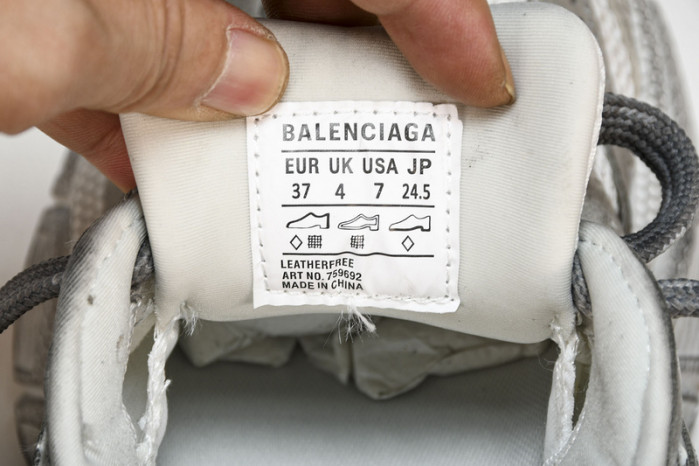 BALENCIAGA
EUR UK USA JP
37 4 7 24.5
LEATHERFREE
ART NO. 759692
MADE IN CHINA